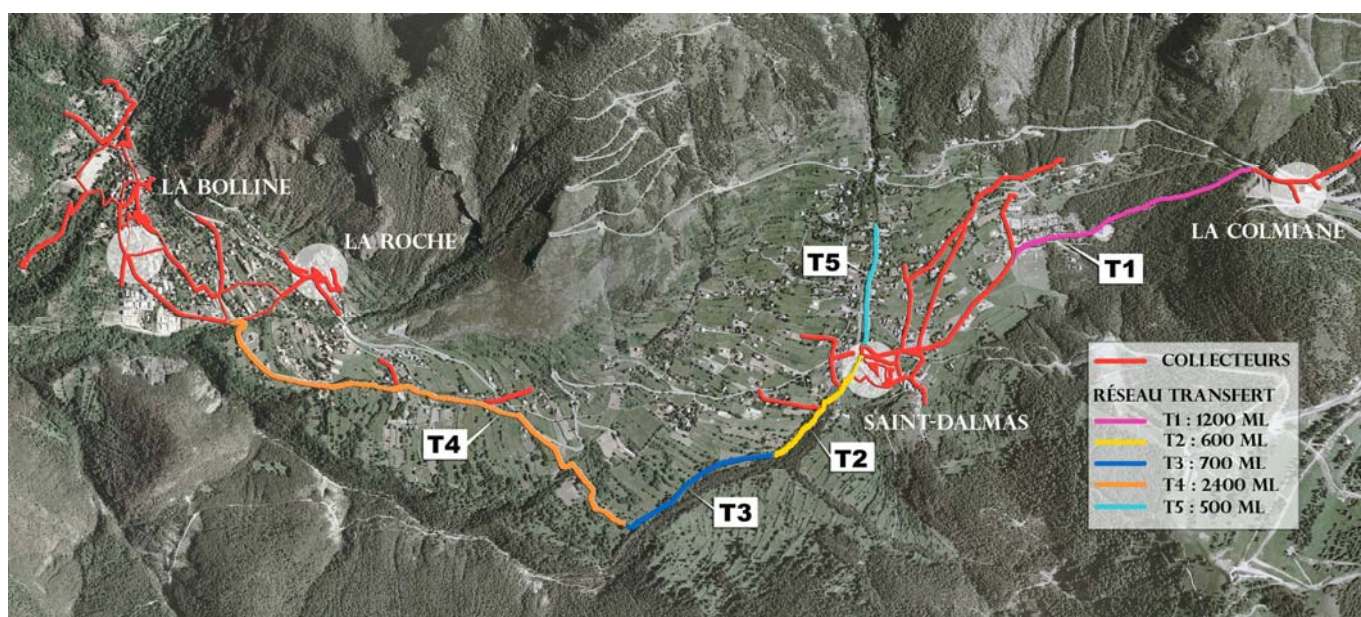 LA BOLLINE
LA ROCHE
LA COLMIANE
T5
T1
SAINT-DALMAS
T4
T2
T3
COLLECTEURS
RÉSEAU TRANSFERT
T1 : 1200 ML
T2 : 600 ML
T3 : 700 ML
T4 : 2400 ML
T5 : 500 ML